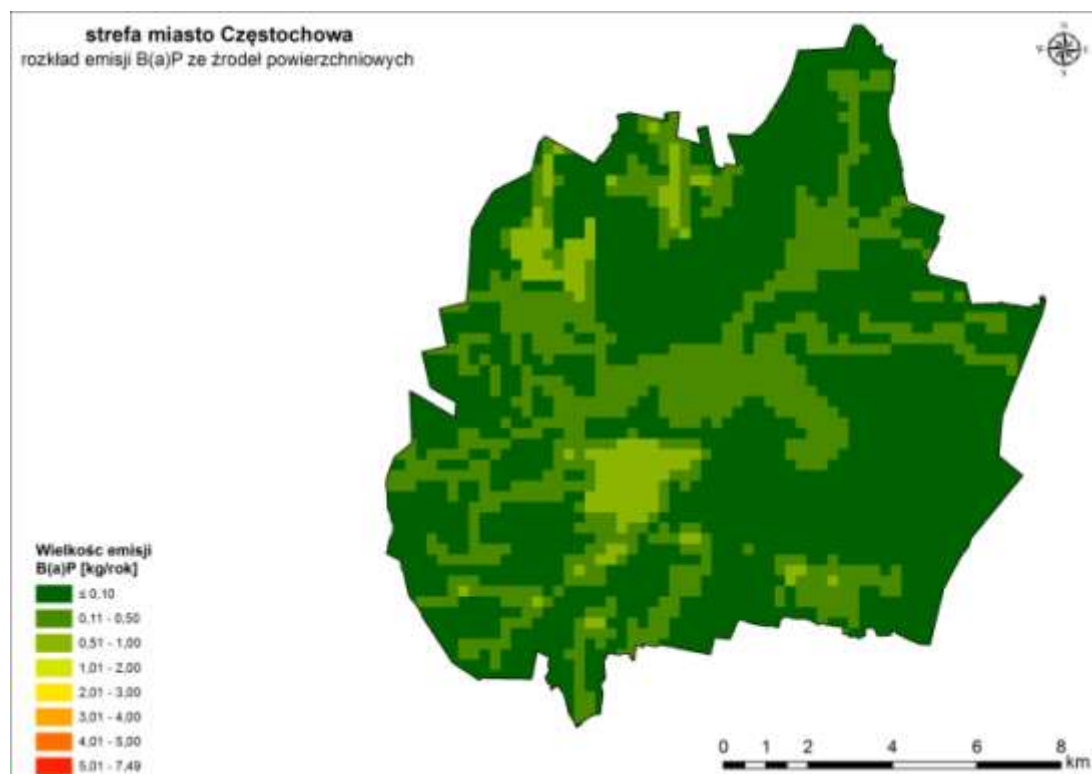 strefa miasto Częstochowa
rozkład emisji B(a)P ze źrodeł powierzchniowych
Wielkośc emisji
B(a)P [kg/rok]
≤ 0,10
0,11 - 0,50
0,51 - 1,00
1,01 - 2,00
2,01 - 3,00
3,01 - 4,00
4,01 - 5,00
5,01 - 7,49
0 1 2 4 6 8
km